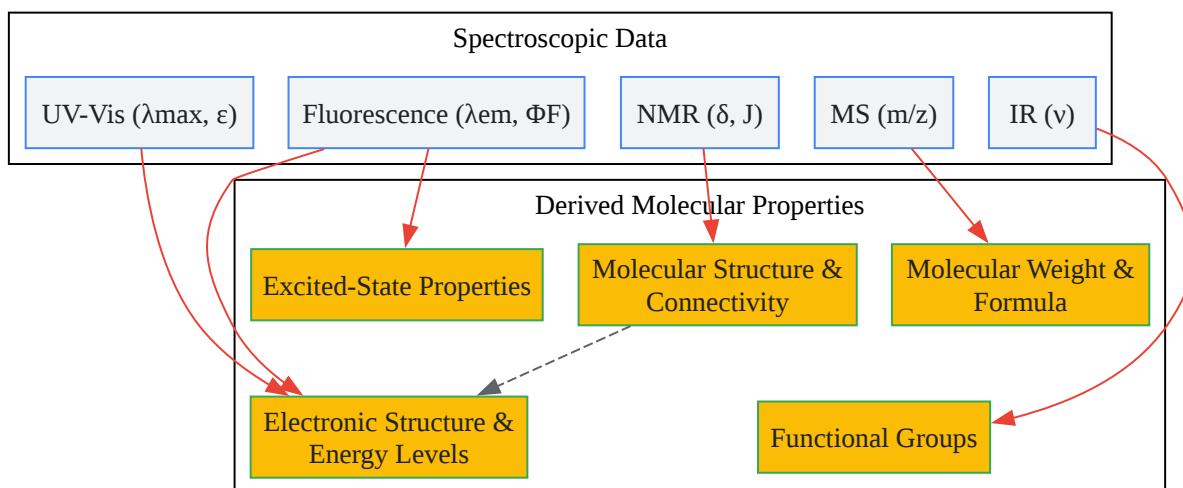 Spectroscopic Data
UV-Vis (λmax, ε)
Fluorescence (λem, ΦF)
NMR (δ, J)
MS (m/z)
IR (ν)
Derived Molecular Properties
Excited-State Properties
Molecular Structure &
Connectivity
Molecular Weight &
Formula
Electronic Structure &
Energy Levels
Functional Groups